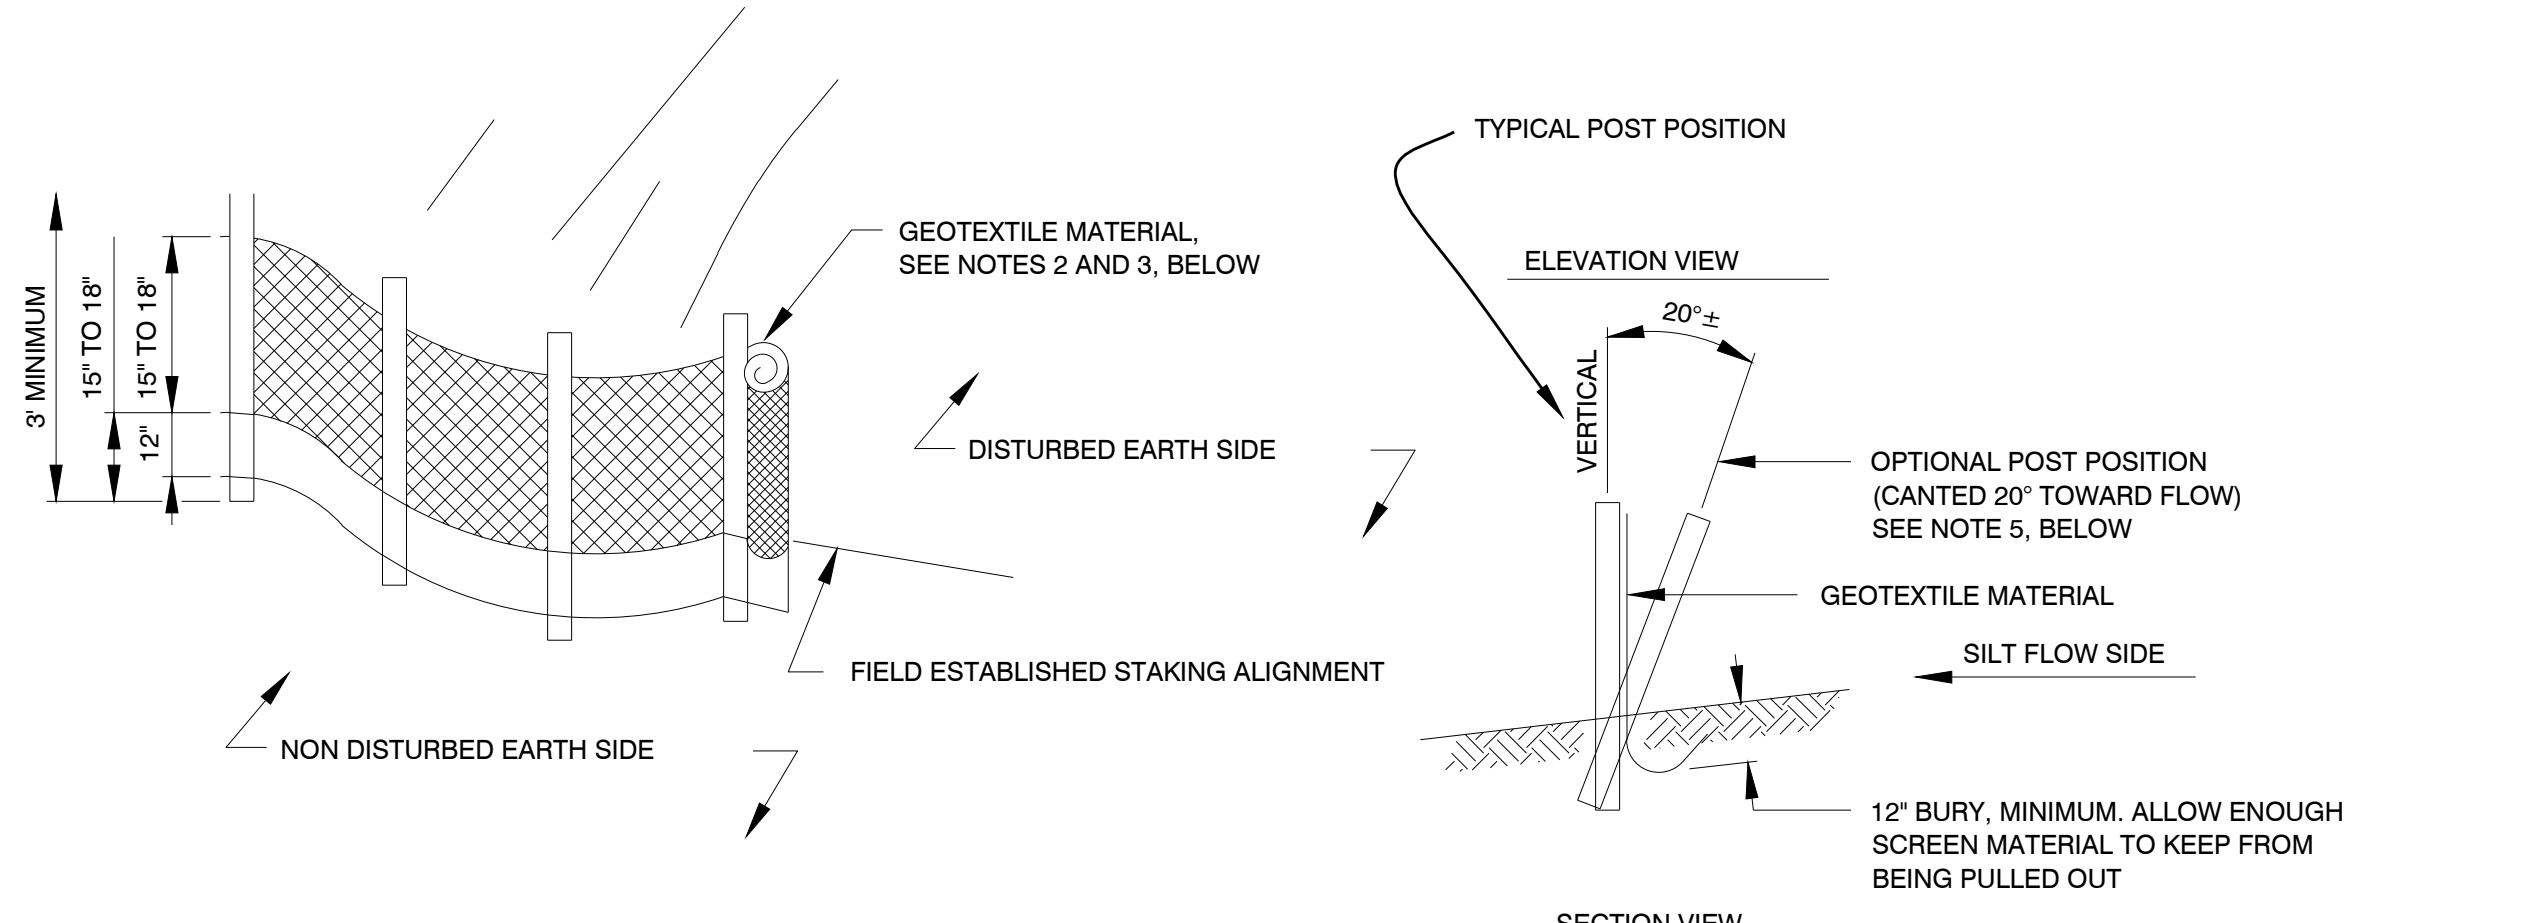 3' MINIMUM
15" TO 18"
15" TO 18"
12"
GEOTEXTILE MATERIAL,
SEE NOTES 2 AND 3, BELOW
DISTURBED EARTH SIDE
FIELD ESTABLISHED STAKING ALIGNMENT
NON DISTURBED EARTH SIDE
TYPICAL POST POSITION
ELEVATION VIEW
20°±
VERTICAL
OPTIONAL POST POSITION
(CANTED 20° TOWARD FLOW)
SEE NOTE 5, BELOW
GEOTEXTILE MATERIAL
SILT FLOW SIDE
12" BURY, MINIMUM. ALLOW ENOUGH
SCREEN MATERIAL TO KEEP FROM
BEING PULLED OUT
SECTION VIEW